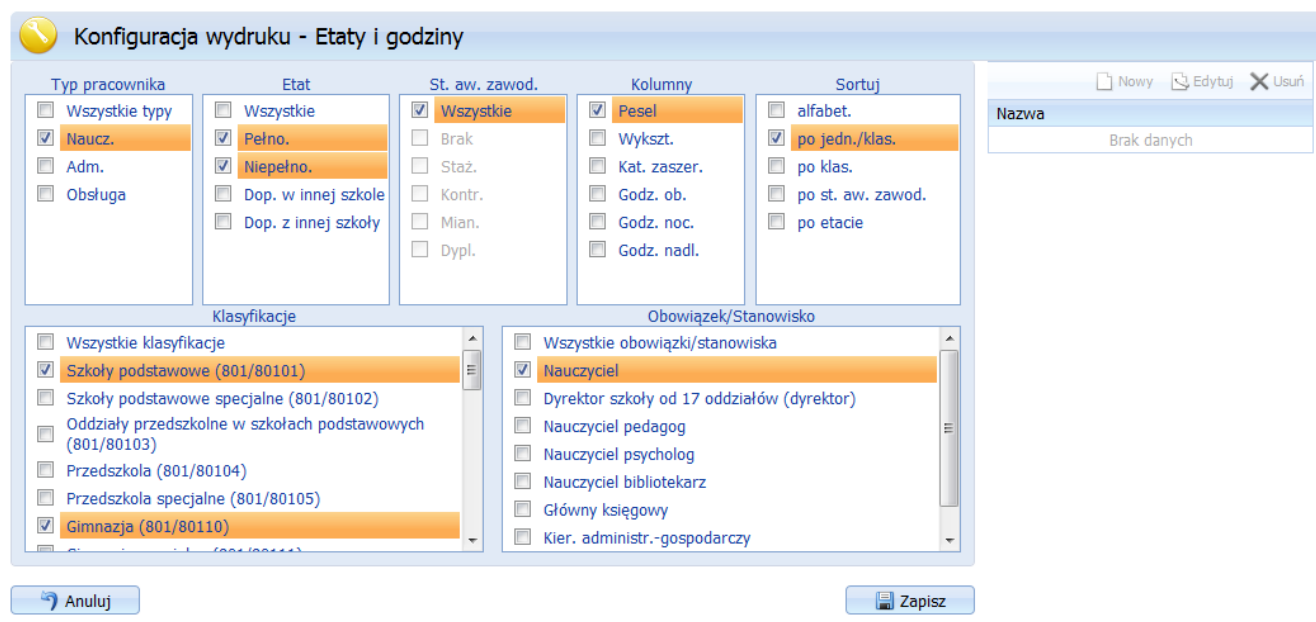 Konfiguracja wydruku - Etaty i godziny
Nowy Edytuj Usuń
Nazwa
Brak danych
Typ pracownika
Wszystkie typy
Naucz.
Adm.
Obsługa
Etat
Wszystkie
Pełno.
Niepełno.
Dop. w innej szkole
Dop. z innej szkoły
St. aw. zawod.
Wszystkie
Brak
Staż.
Kontr.
Mian.
Dypl.
Kolumny
Pesel
Wykszt.
Kat. zaszer.
Godz. ob.
Godz. noc.
Godz. nadl.
Sortuj
alfabet.
po jedn./klas.
po klas.
po st. aw. zawod.
po etacie
Klasyfikacje
Wszystkie klasyfikacje
Szkoły podstawowe (801/80101)
Szkoły podstawowe specjalne (801/80102)
Oddziały przedszkolne w szkołach podstawowych
(801/80103)
Przedszkola (801/80104)
Przedszkola specjalne (801/80105)
Gimnazja (801/80110)
Obowiązek/Stanowisko
Wszystkie obowiązki/stanowiska
Nauczyciel
Dyrektor szkoły od 17 oddziałów (dyrektor)
Nauczyciel pedagog
Nauczyciel psycholog
Nauczyciel bibliotekarz
Główny księgowy
Kier. administr.-gospodarczy
Anuluj
Zapisz